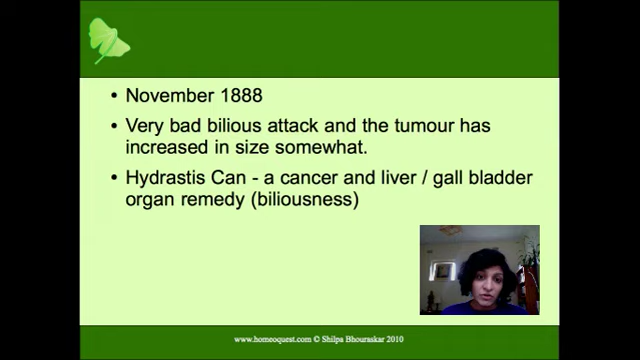 • November 1888
• Very bad bilious attack and the tumour has
increased in size somewhat.
• Hydrastis Can - a cancer and liver / gall bladder
organ remedy (biliousness)
www.homeoquest.com © Shilpa Bhouraskar 2010